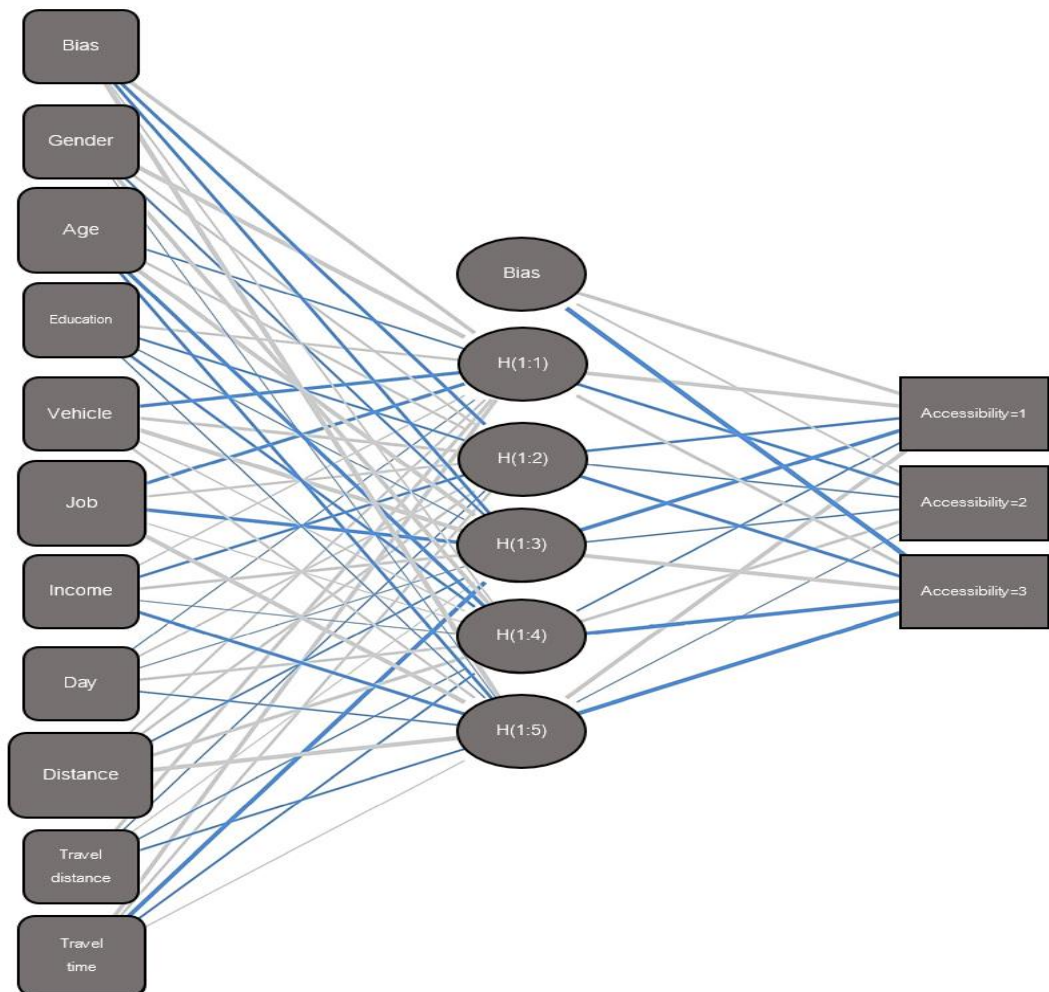 Bias
Gender
Age
Education
Vehicle
Job
Income
Day
Distance
Travel
distance
Travel
time
Bias
H(1:1)
H(1:2)
H(1:3)
H(1:4)
H(1:5)
Accessibility=1
Accessibility=2
Accessibility=3